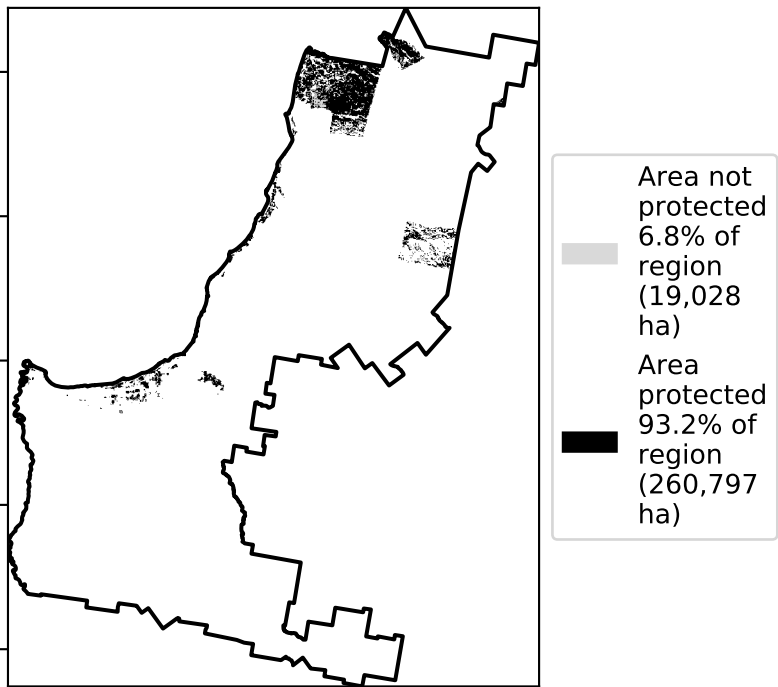 Area not
protected
6.8% of
region
(19,028
ha)
Area
protected
93.2% of
region
(260,797
ha)